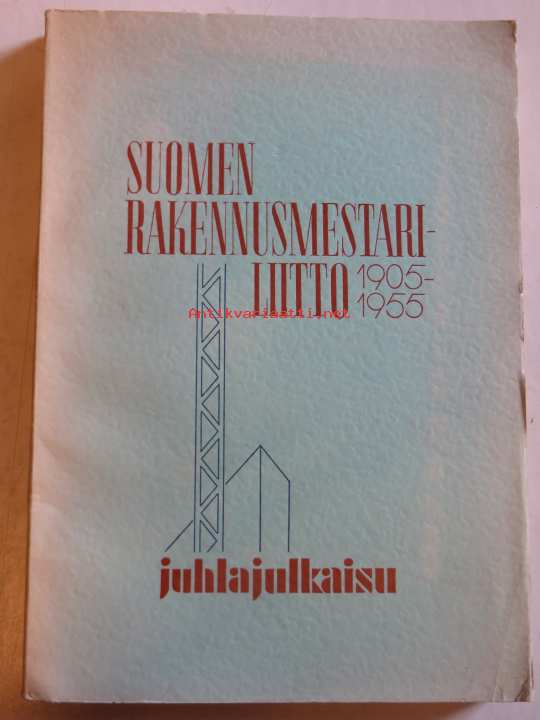 SUOMEN
RAKENNUSMESTARI-
LIITTO 1905-
1955
Antikvariaatti.net
juhlajulkaisu